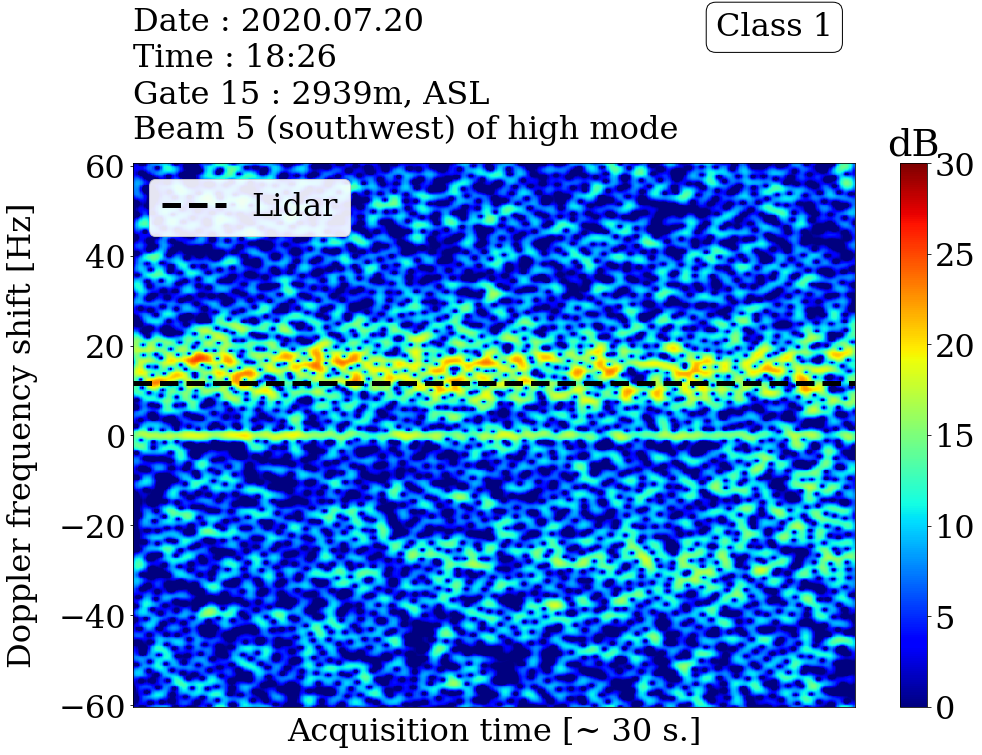 Date : 2020.07.20
Time : 18:26
Gate 15 : 2939m, ASL
Beam 5 (southwest) of high mode
Class 1
dB
Lidar
60
40
20
0
−20
−40
−60
Doppler frequency shift [Hz]
Acquisition time [~ 30 s.]
30
25
20
15
10
5
0